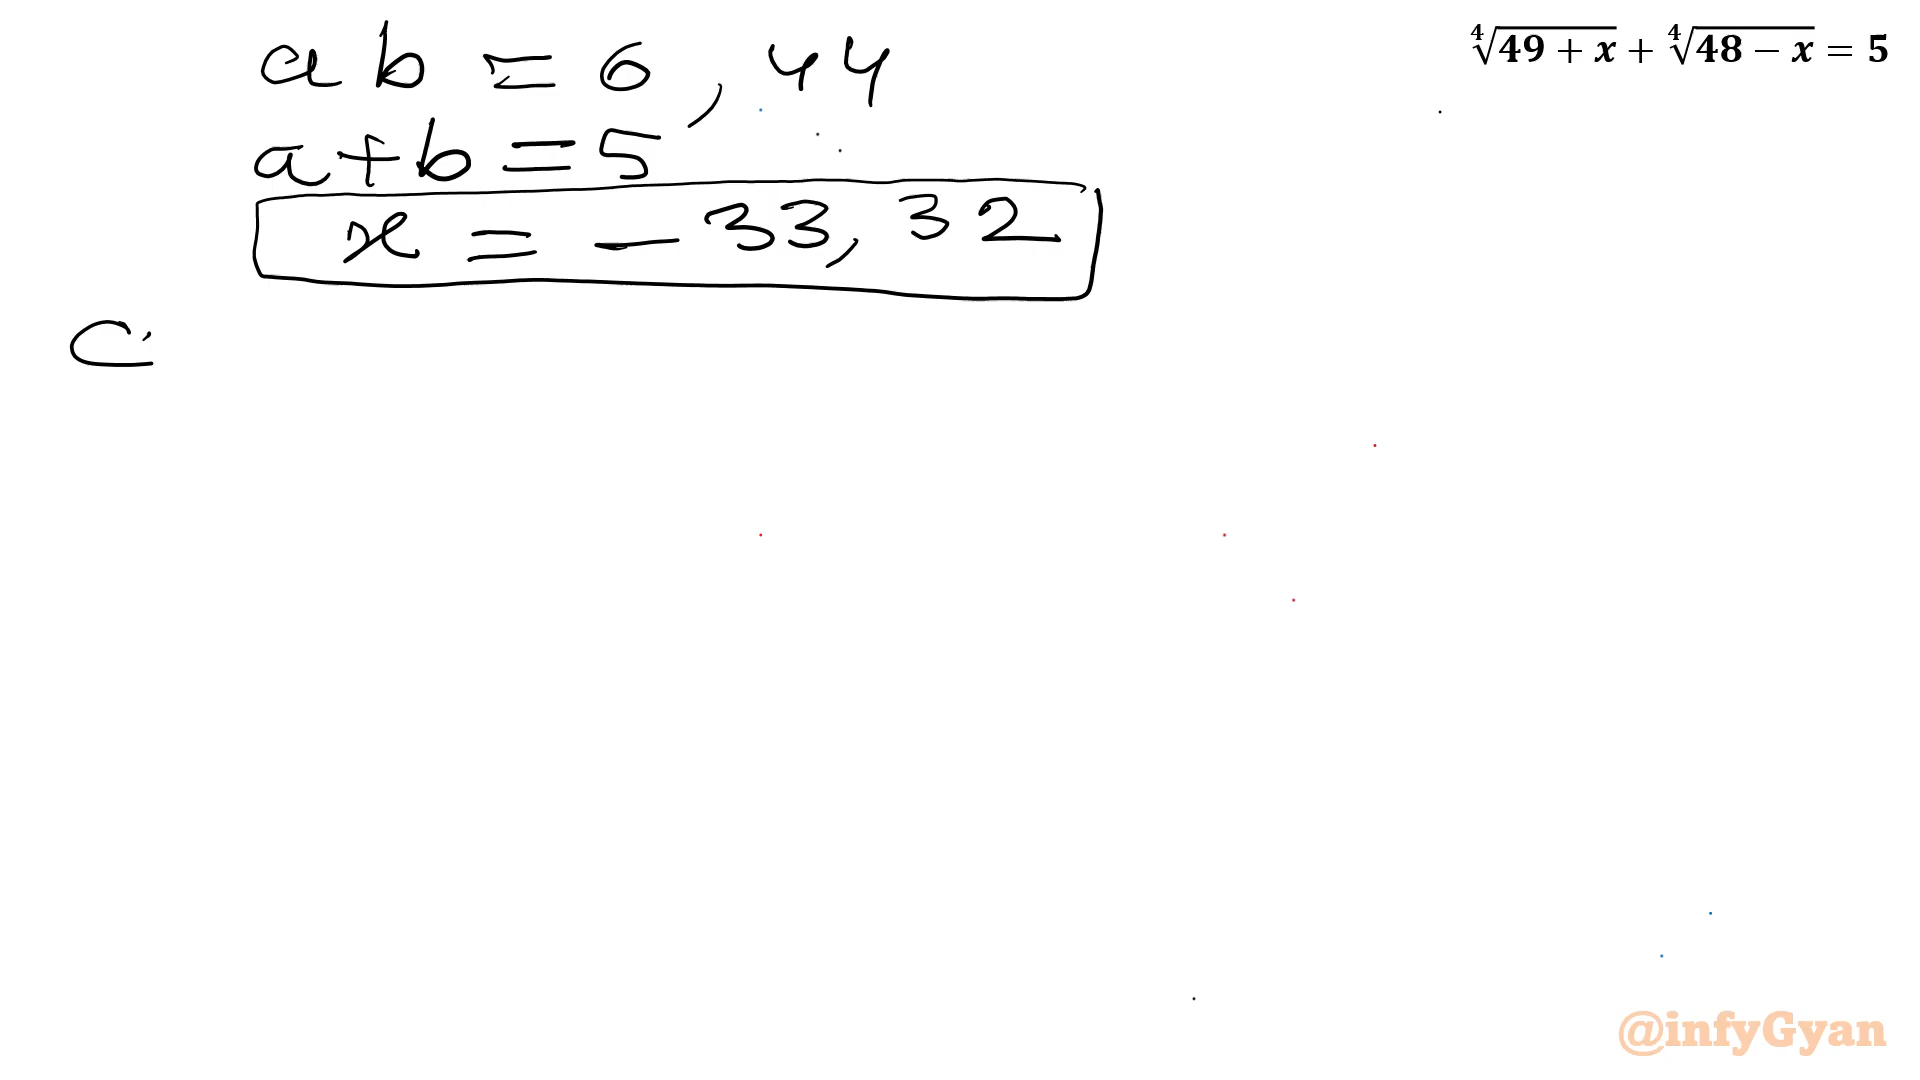 ab = 6, 44
∜(49 + x) + ∜(48 − x) = 5
a+b = 5
x = −33, 32
C
@infyGyan